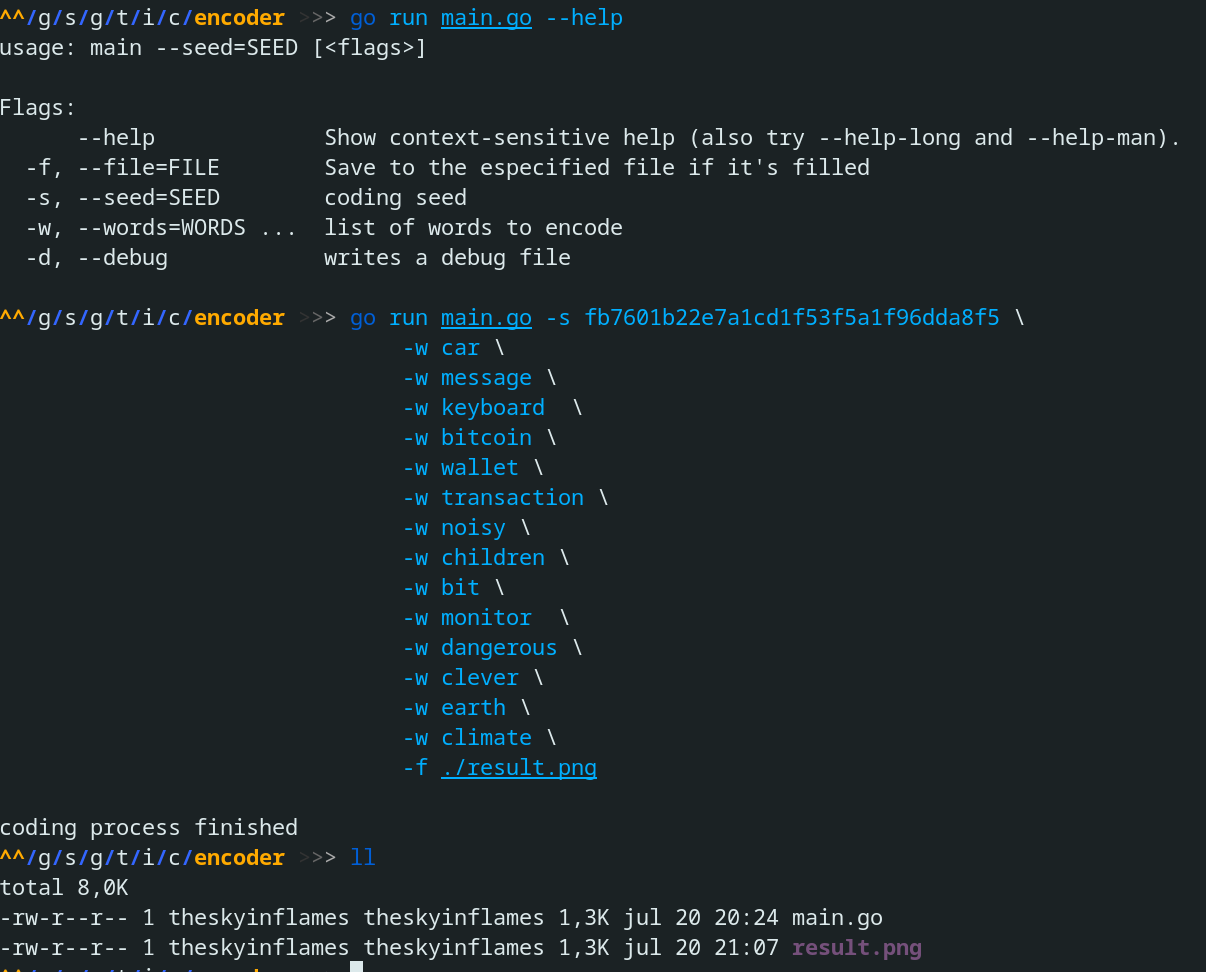 ^^/g/s/g/t/i/c/encoder >>> go run main.go --help
usage: main --seed=SEED [<flags>]

Flags:
      --help             Show context-sensitive help (also try --help-long and --help-man).
  -f, --file=FILE        Save to the especified file if it's filled
  -s, --seed=SEED        coding seed
  -w, --words=WORDS ...  list of words to encode
  -d, --debug            writes a debug file

^^/g/s/g/t/i/c/encoder >>> go run main.go -s fb7601b22e7a1cd1f53f5a1f96dda8f5 \
                               -w car \
                               -w message \
                               -w keyboard  \
                               -w bitcoin \
                               -w wallet \
                               -w transaction \
                               -w noisy \
                               -w children \
                               -w bit \
                               -w monitor  \
                               -w dangerous \
                               -w clever \
                               -w earth \
                               -w climate \
                               -f ./result.png

coding process finished
^^/g/s/g/t/i/c/encoder >>> ll
total 8,0K
-rw-r--r-- 1 theskyinflames theskyinflames 1,3K jul 20 20:24 main.go
-rw-r--r-- 1 theskyinflames theskyinflames 1,3K jul 20 21:07 result.png